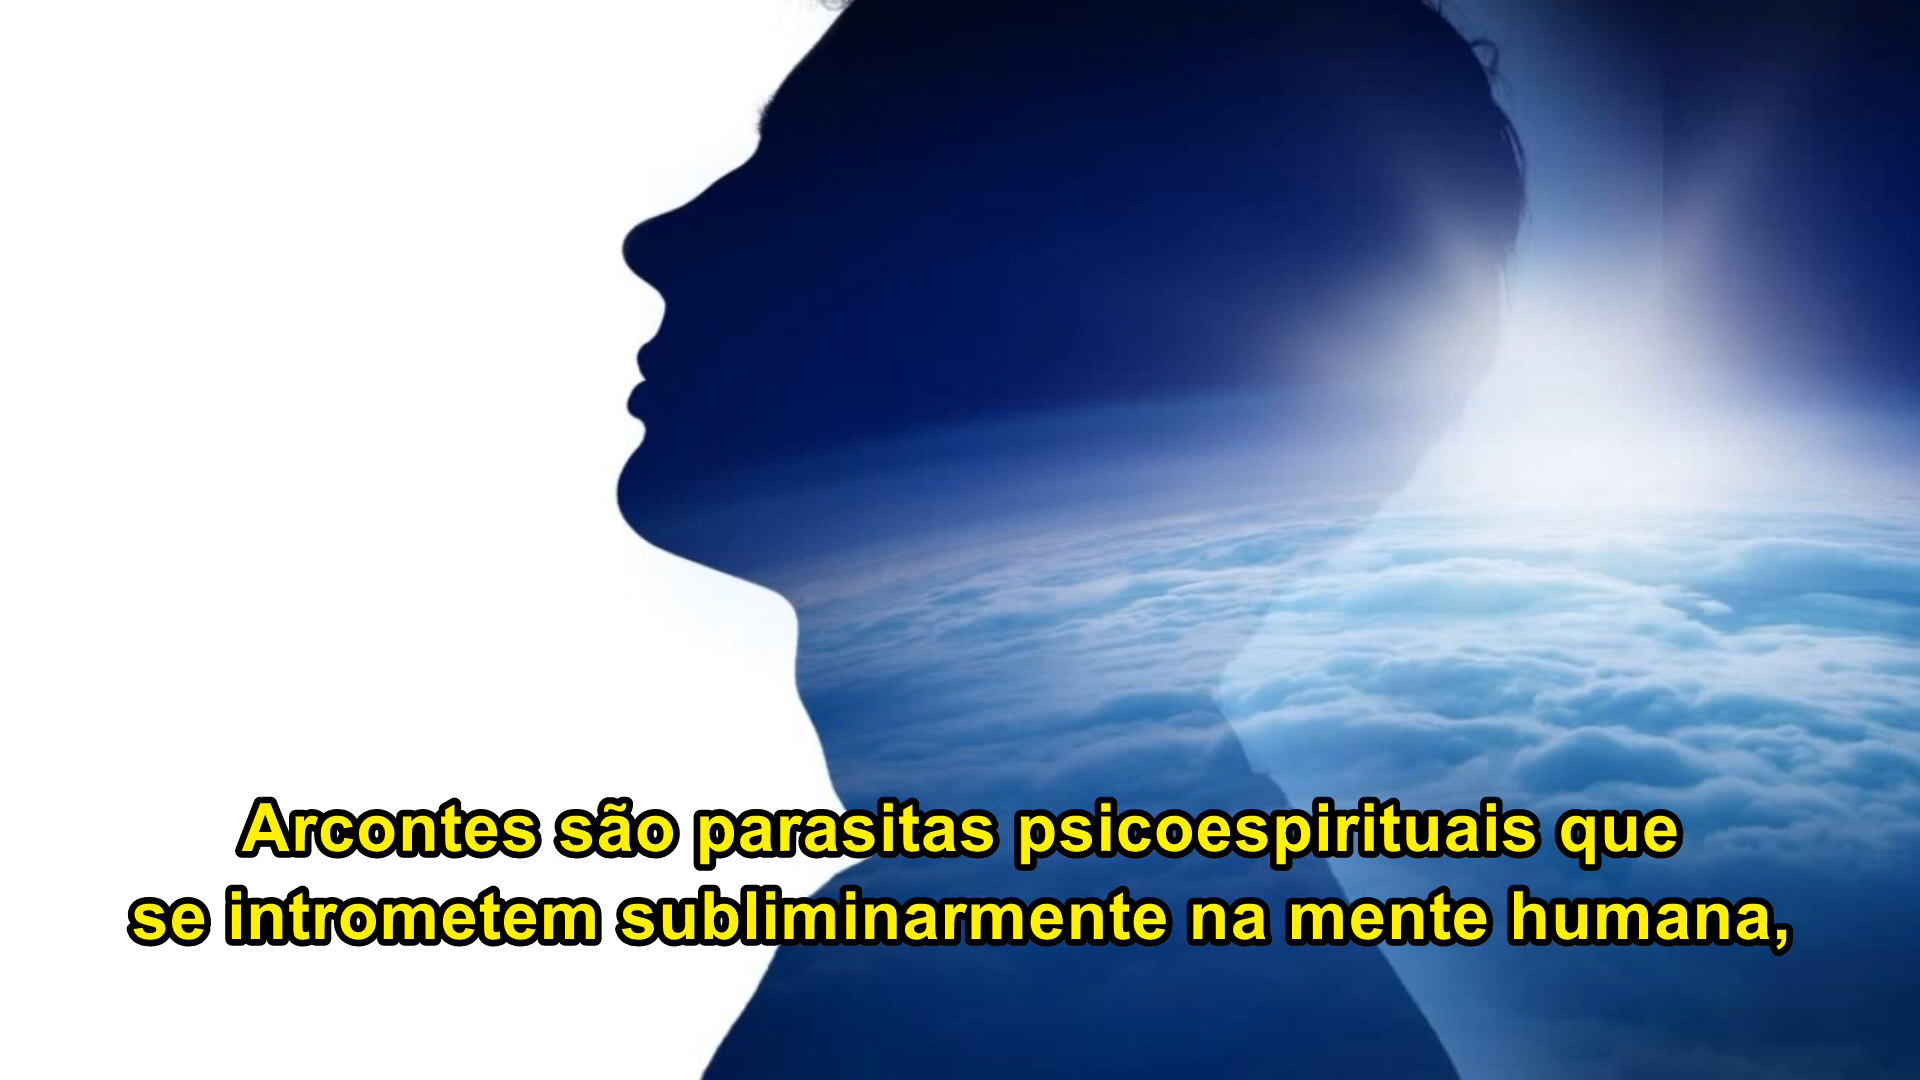 Arcontes são parasitas psicoespirituais que
se intrometem subliminarmente na mente humana,